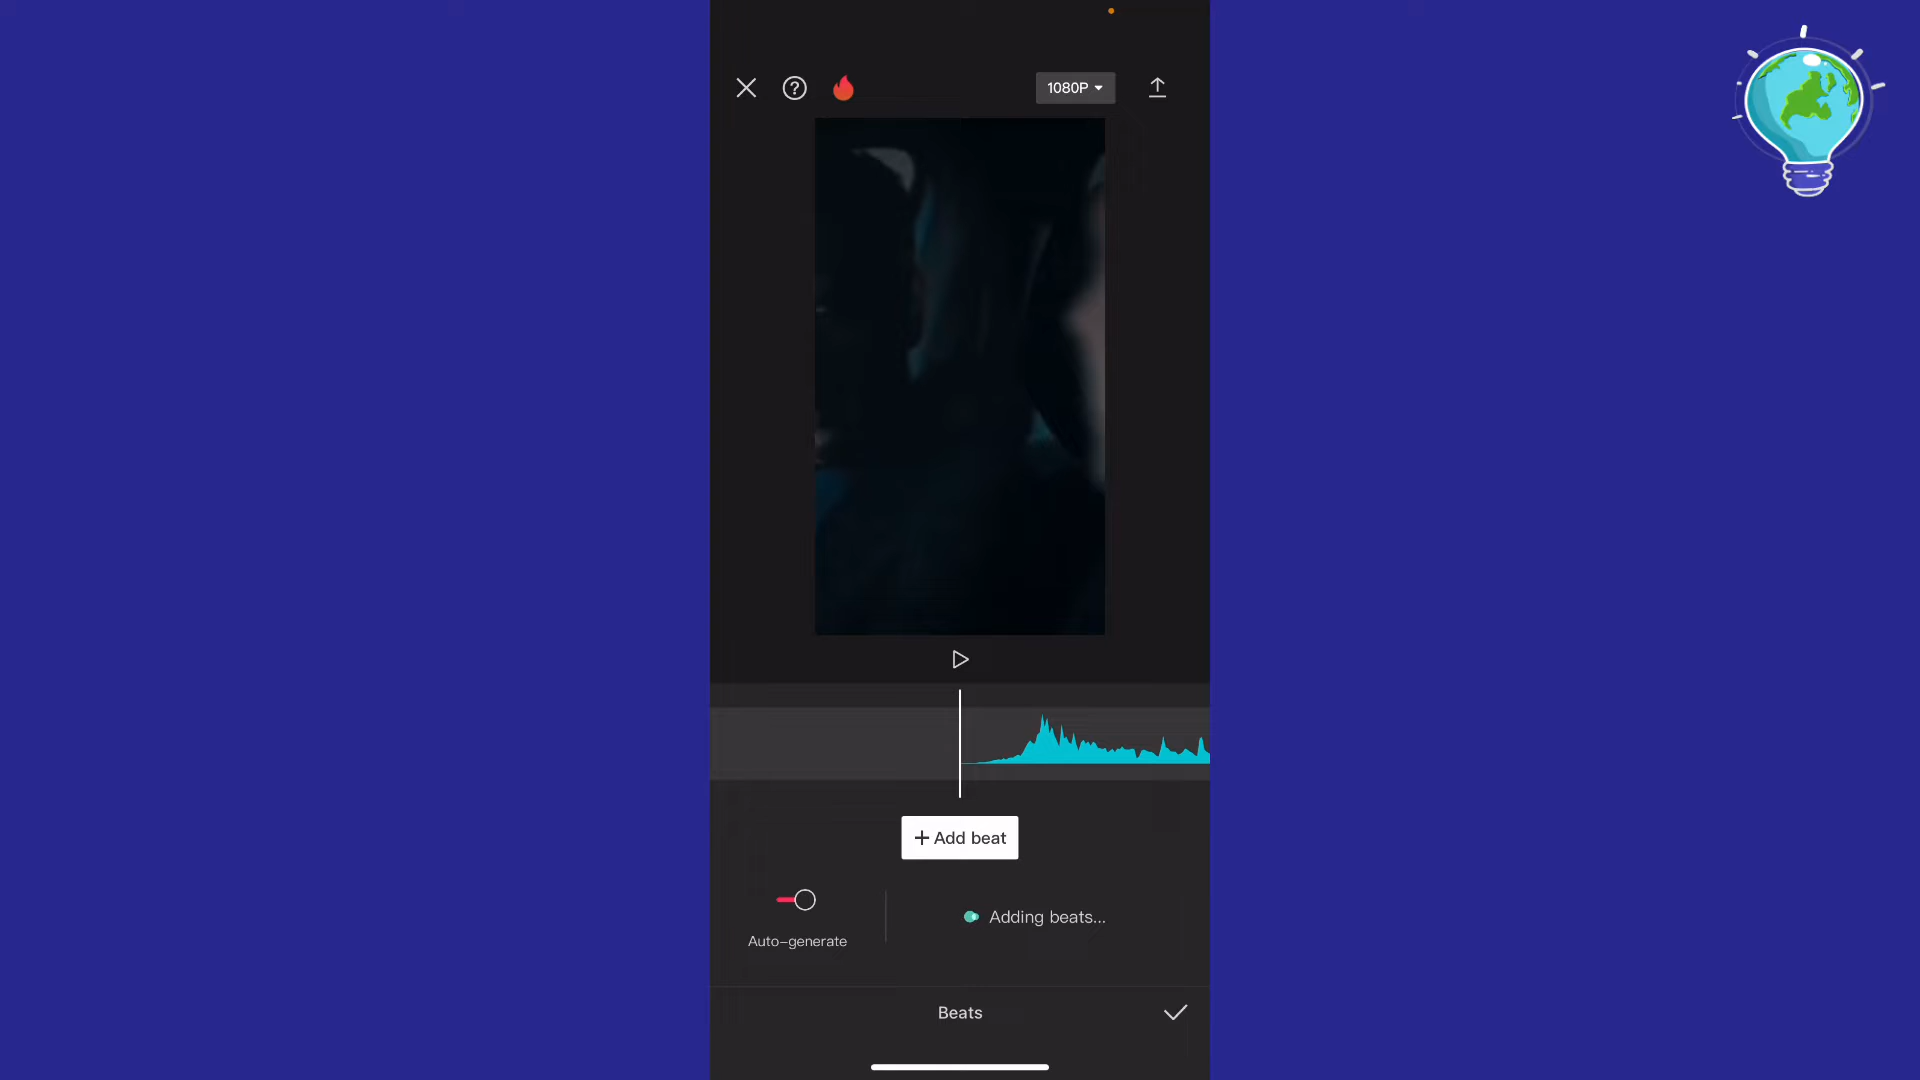 1080P
+ Add beat
Auto-generate
Adding beats...
Beats